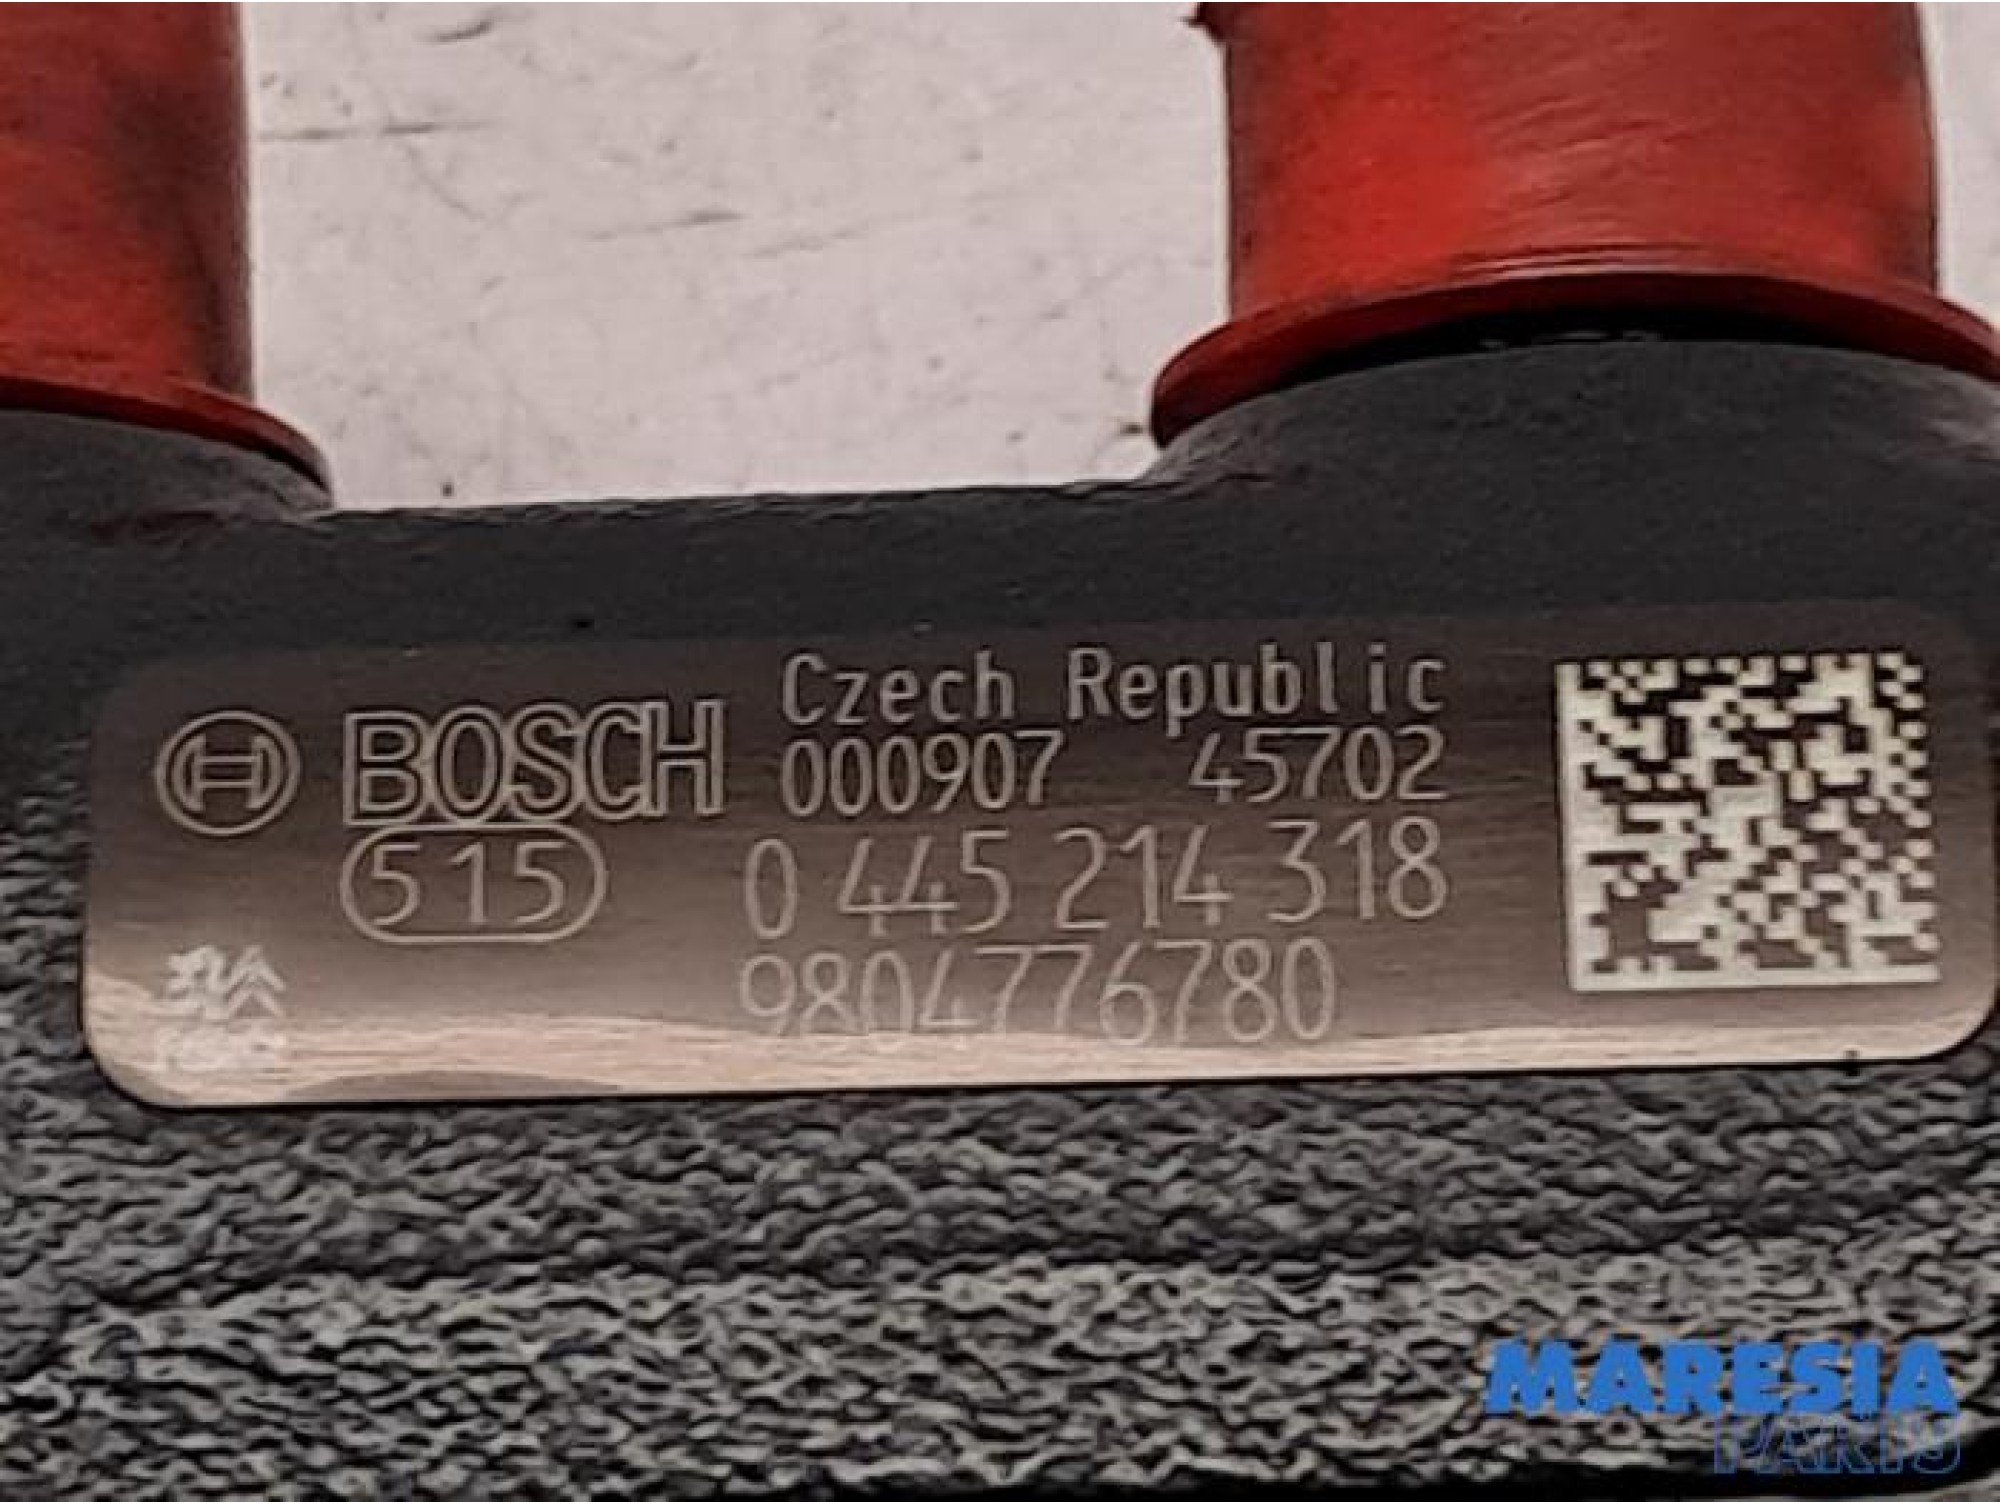 BOSCH
Czech Republic
000907 45702
515
0 445 214 318
9804776780
MARESIA
PARTS